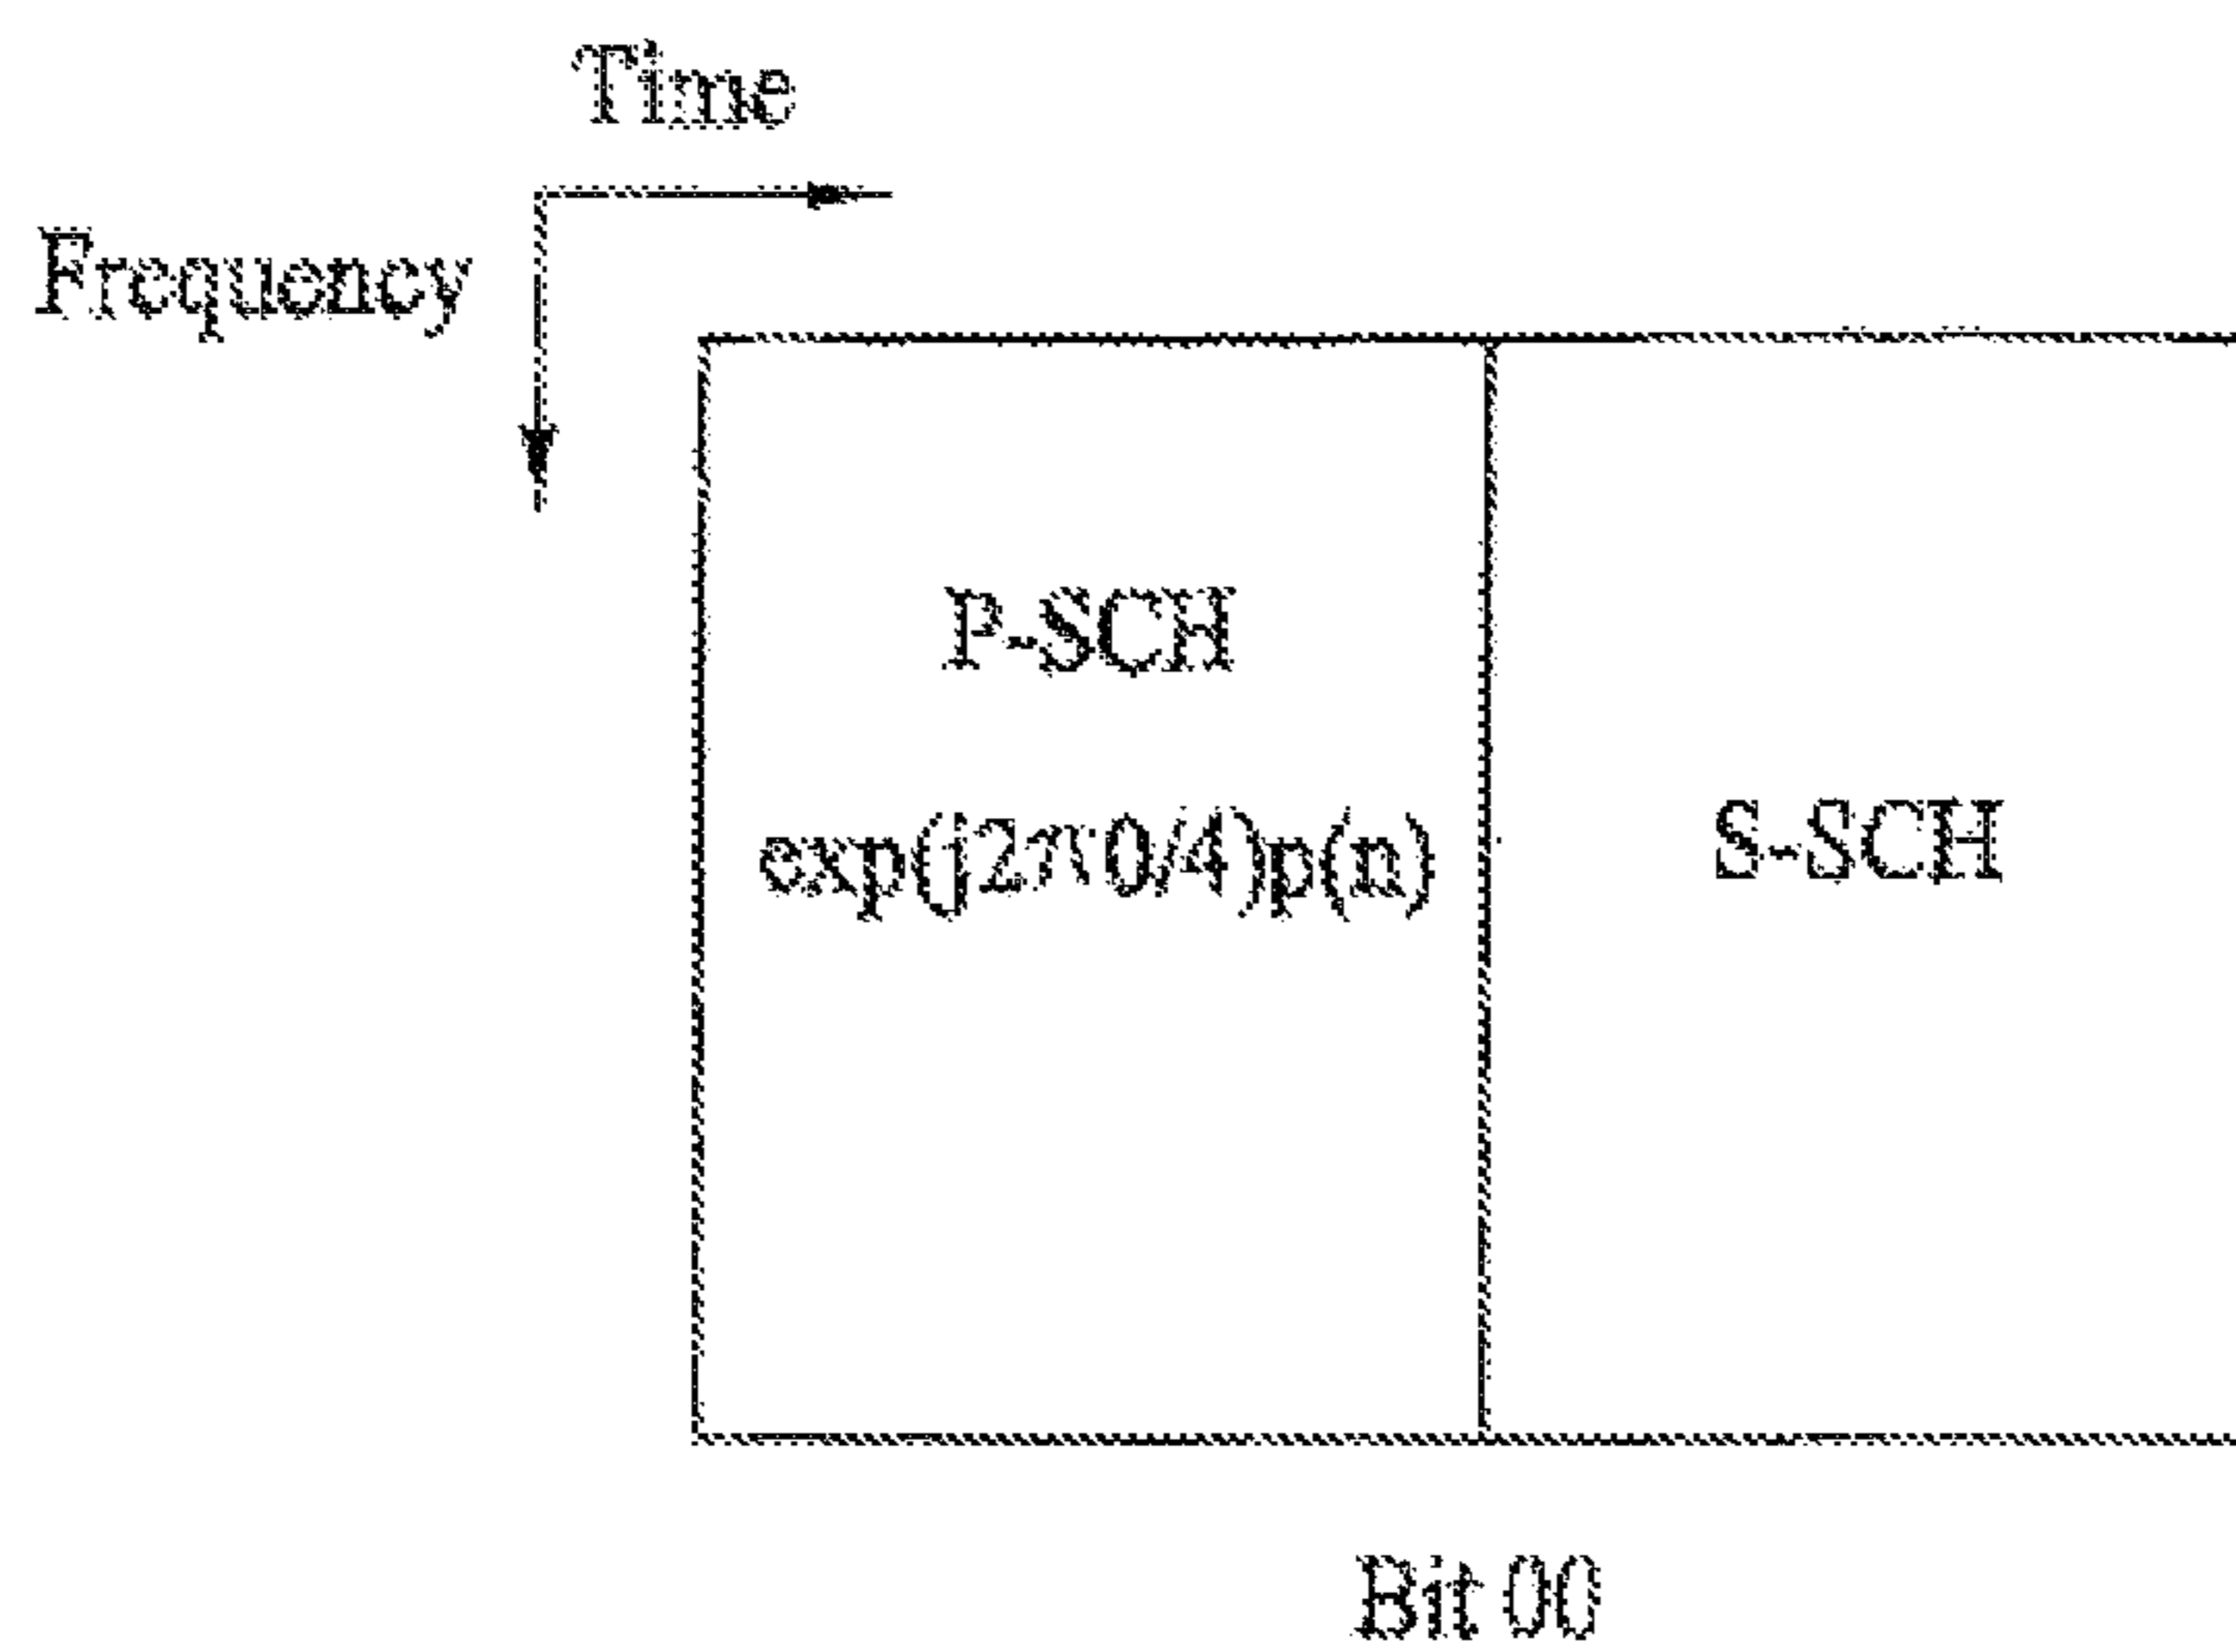 Time
Frequency
P-SCH
exp(j2π0/4)p(n)
S-SCH
Bit 00